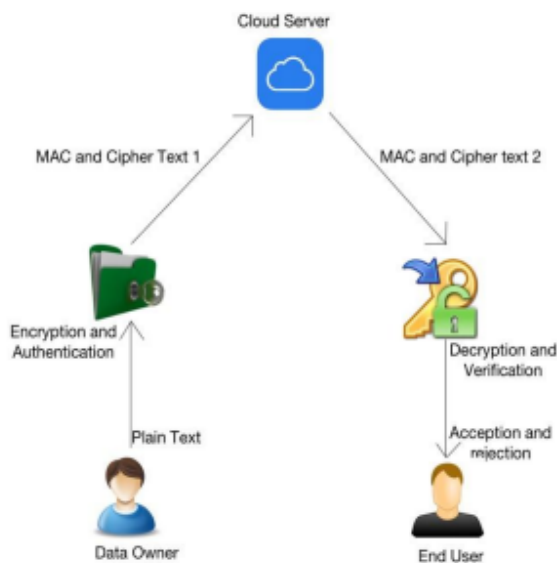 Cloud Server
MAC and Cipher Text 1
MAC and Cipher text 2
Encryption and
Authentication
Decryption and
Verification
Plain Text
Acception and
rejection
Data Owner
End User